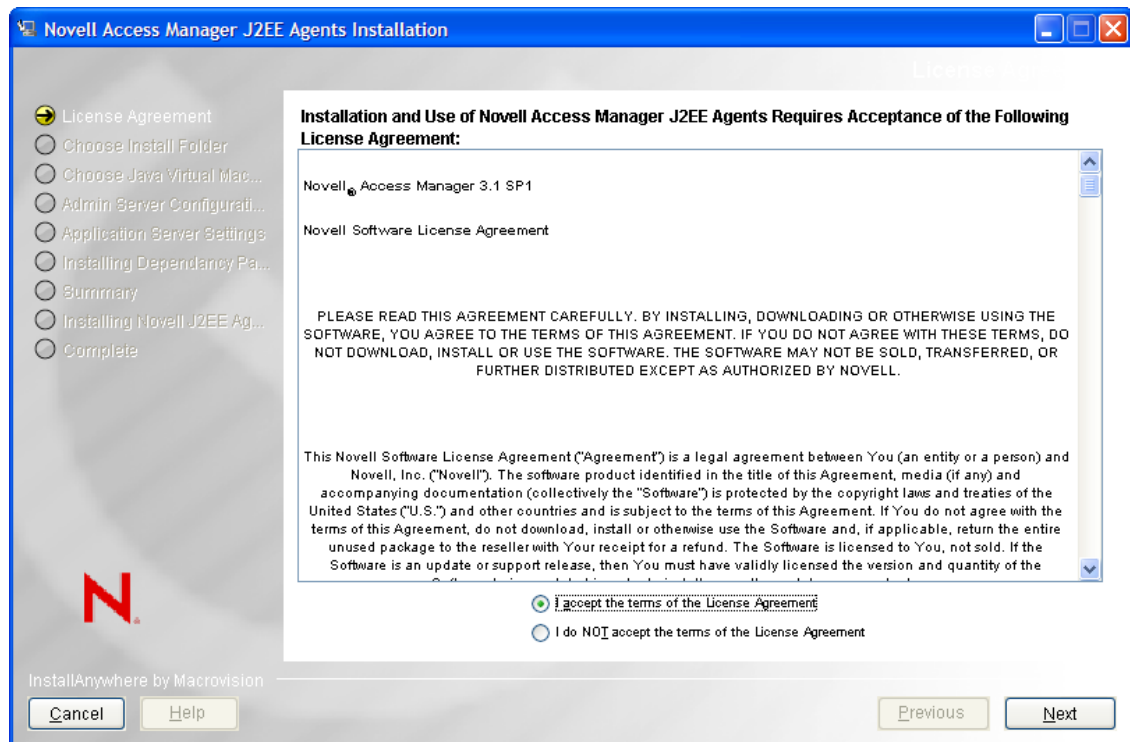 Novell Access Manager J2EE Agents Installation
License
License Agreement
Choose Install Folder
Choose Java Virtual Mac...
Admin Server Configurati...
Application Server Settings
Installing Dependancy Pa...
Summary
Installing Novell J2EE Ag...
Complete
Installation and Use of Novell Access Manager J2EE Agents Requires Acceptance of the Following
License Agreement:
Novell® Access Manager 3.1 SP1
Novell Software License Agreement
PLEASE READ THIS AGREEMENT CAREFULLY. BY INSTALLING, DOWNLOADING OR OTHERWISE USING THE
SOFTWARE, YOU AGREE TO THE TERMS OF THIS AGREEMENT. IF YOU DO NOT AGREE WITH THESE TERMS, DO
NOT DOWNLOAD, INSTALL OR USE THE SOFTWARE. THE SOFTWARE MAY NOT BE SOLD, TRANSFERRED, OR
FURTHER DISTRIBUTED EXCEPT AS AUTHORIZED BY NOVELL.
This Novell Software License Agreement ("Agreement") is a legal agreement between You (an entity or a person) and
Novell, Inc. ("Novell"). The software product identified in the title of this Agreement, media (if any) and
accompanying documentation (collectively the "Software") is protected by the copyright laws and treaties of the
United States ("U.S.") and other countries and is subject to the terms of this Agreement. If You do not agree with the
terms of this Agreement, do not download, install or otherwise use the Software and, if applicable, return the entire
unused package to the reseller with Your receipt for a refund. The Software is licensed to You, not sold. If the
Software is an update or support release, then You must have validly licensed the version and quantity of the
I accept the terms of the License Agreement
I do NOT accept the terms of the License Agreement
N
InstallAnywhere by Macrovision
Cancel
Help
Previous
Next